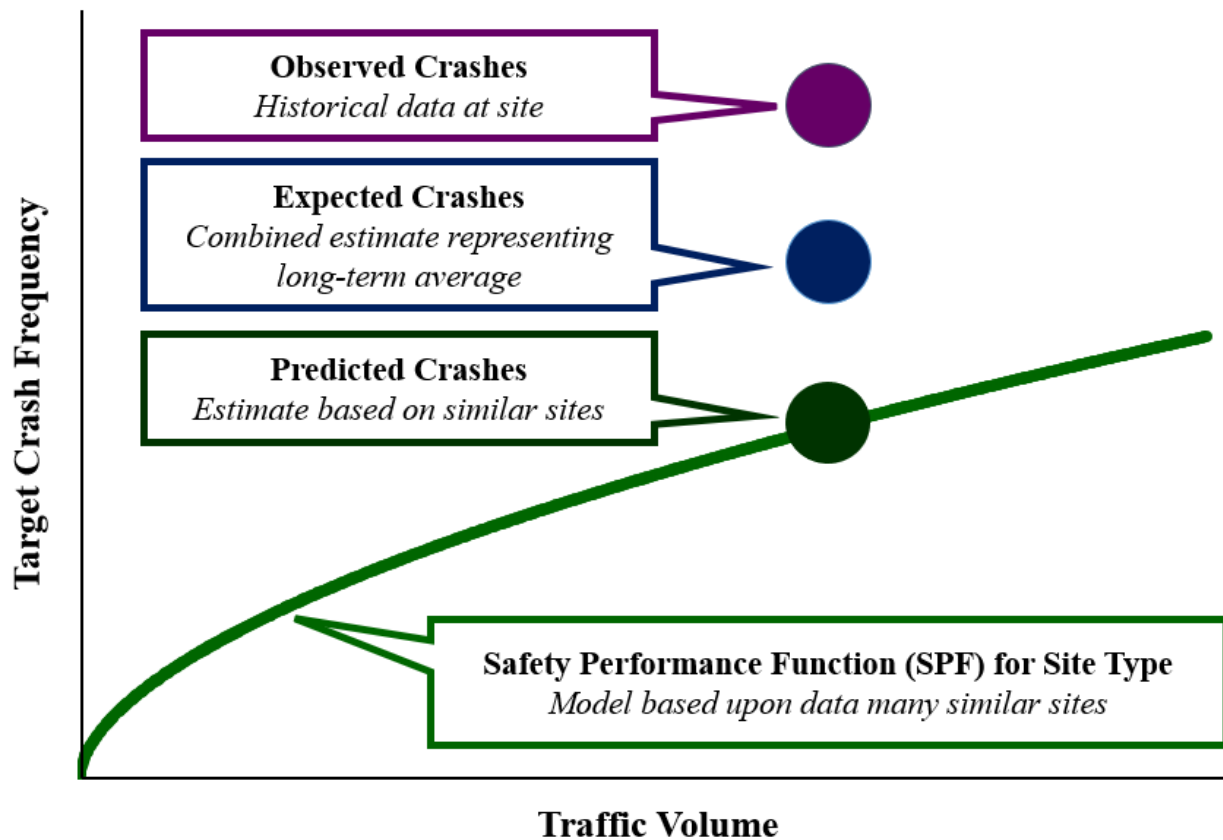 Observed Crashes
Historical data at site
Expected Crashes
Combined estimate representing
long-term average
Predicted Crashes
Estimate based on similar sites
Target Crash Frequency
Safety Performance Function (SPF) for Site Type
Model based upon data many similar sites
Traffic Volume